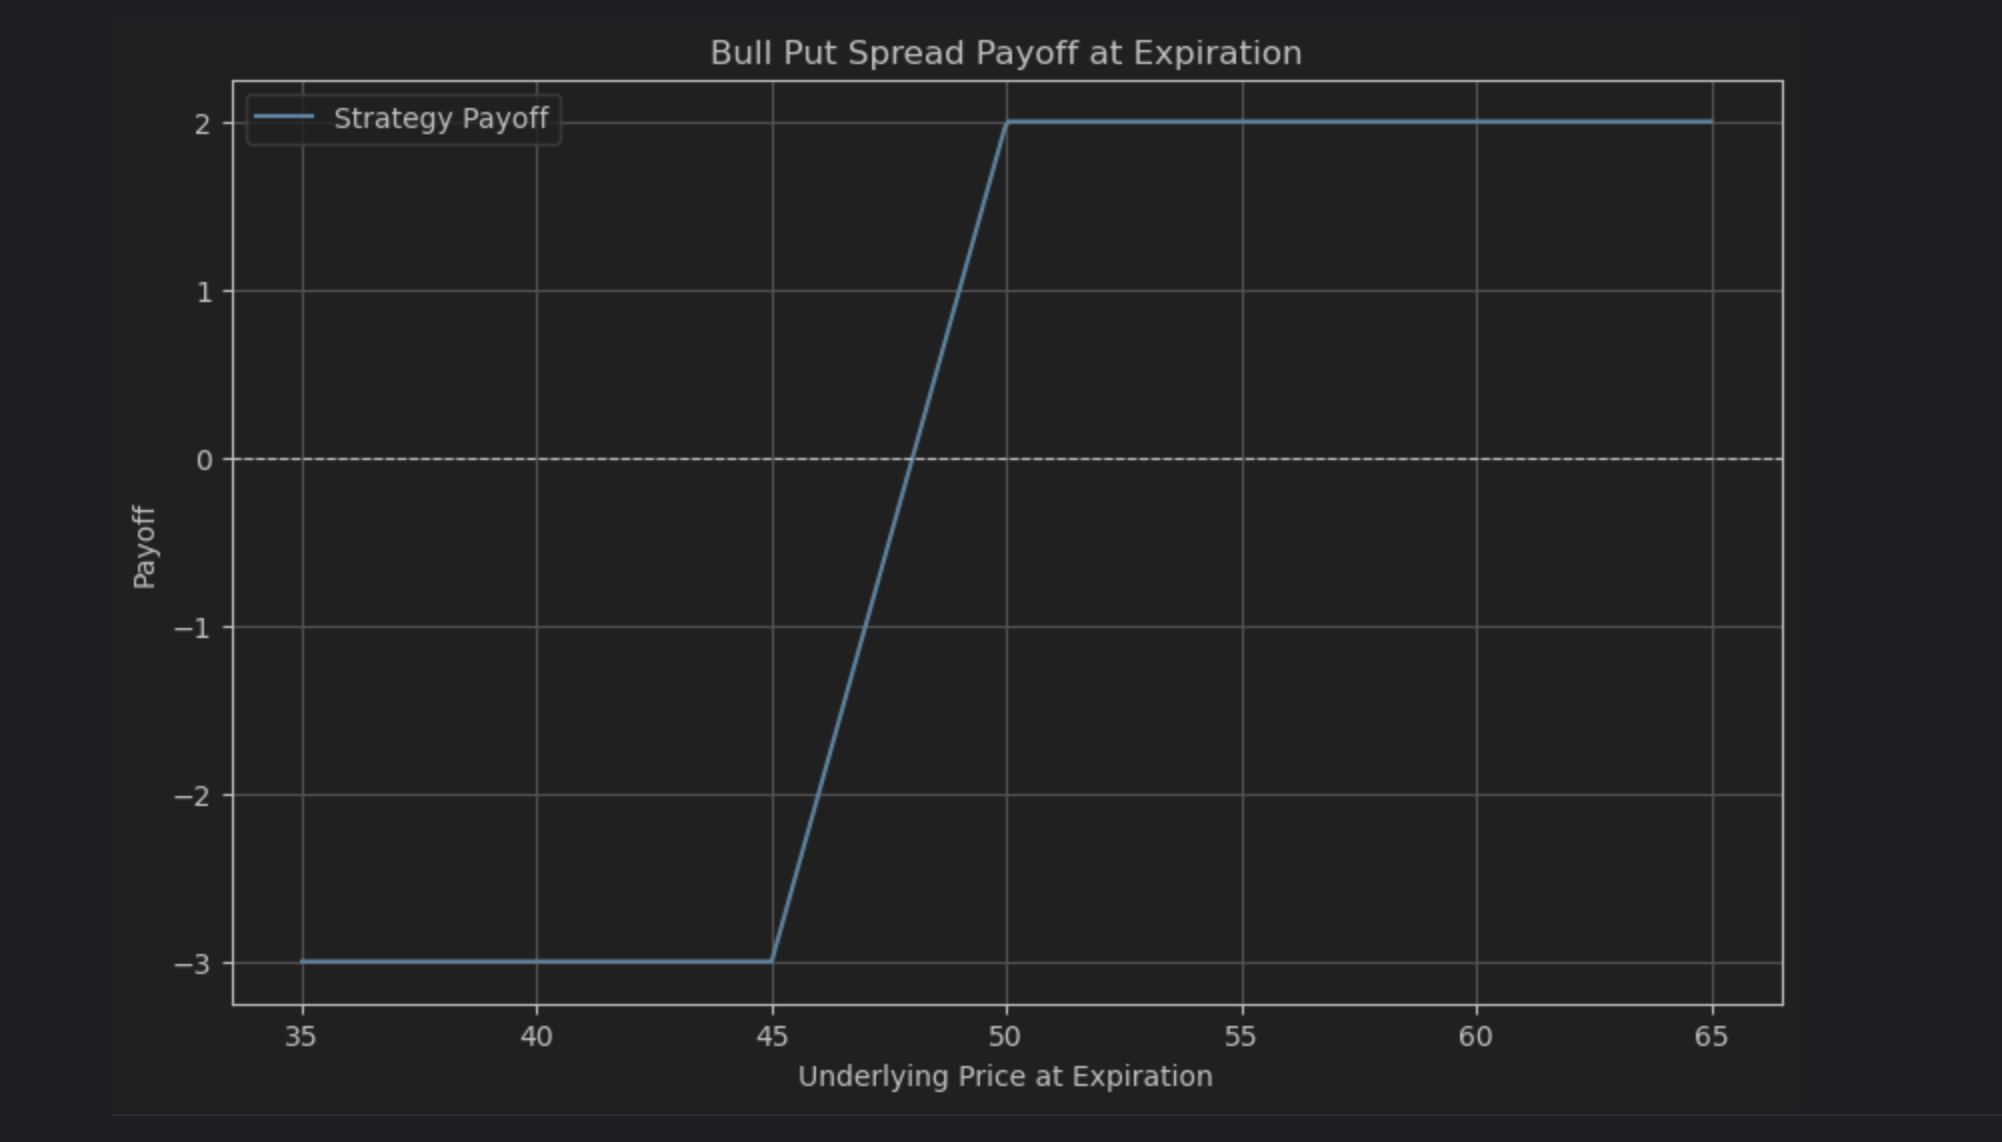 Bull Put Spread Payoff at Expiration
Strategy Payoff
2
1
0
−1
−2
−3
Payoff
35 40 45 50 55 60 65
Underlying Price at Expiration